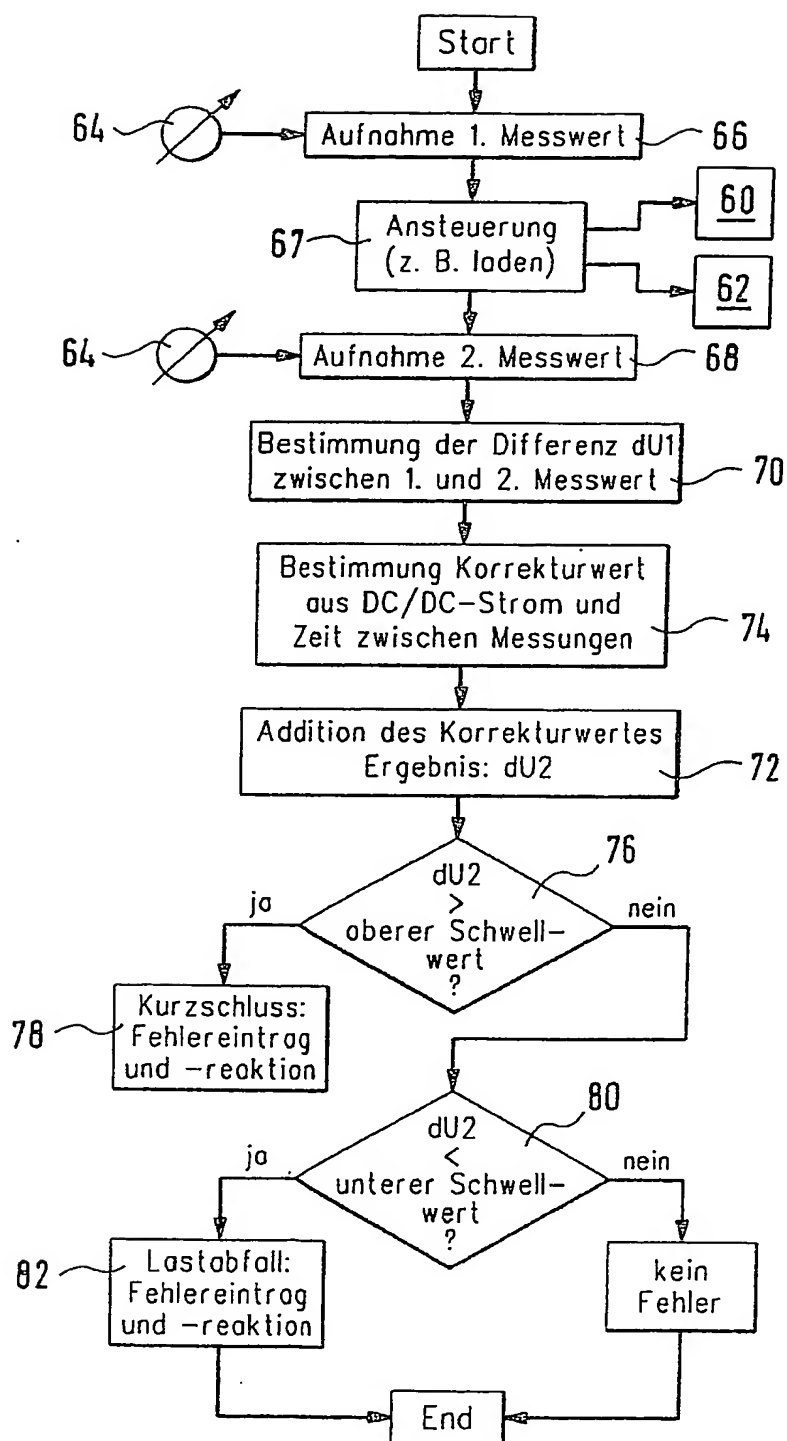 Start
64
Aufnahme 1. Messwert
66
67
Ansteuerung
(z. B. laden)
60
62
64
Aufnahme 2. Messwert
68
Bestimmung der Differenz dU1
zwischen 1. und 2. Messwert
70
Bestimmung Korrekturwert
aus DC/DC-Strom und
Zeit zwischen Messungen
74
Addition des Korrekturwertes
Ergebnis: dU2
72
76
dU2
>
oberer Schwell-
wert
?
ja
nein
78
Kurzschluss:
Fehlereintrag
und -reaktion
80
dU2
<
unterer Schwell-
wert
?
ja
nein
82
Lastabfall:
Fehlereintrag
und -reaktion
kein
Fehler
End